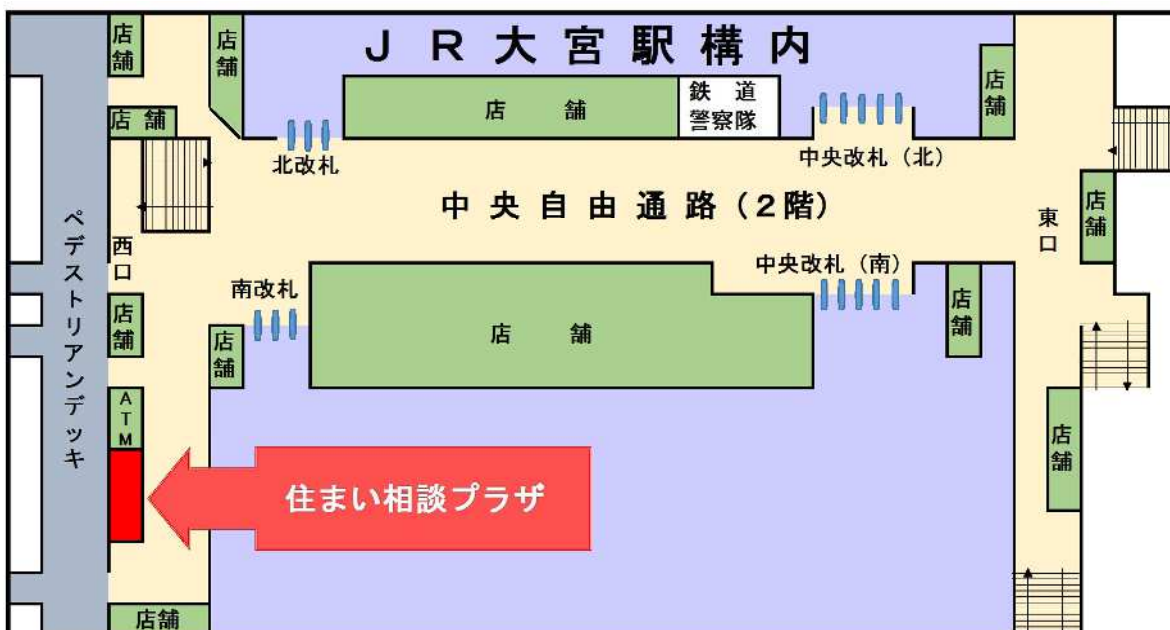 JR大宮駅構内
店舗
店舗
店舗
店舗
鉄道
警察隊
店舗
店舗
北改札
中央改札（北）
中央自由通路（2階）
店舗
東口
西口
ペデストリアンデッキ
南改札
中央改札（南）
店舗
店舗
店舗
店舗
店舗
ATM
住まい相談プラザ
店舗
店舗